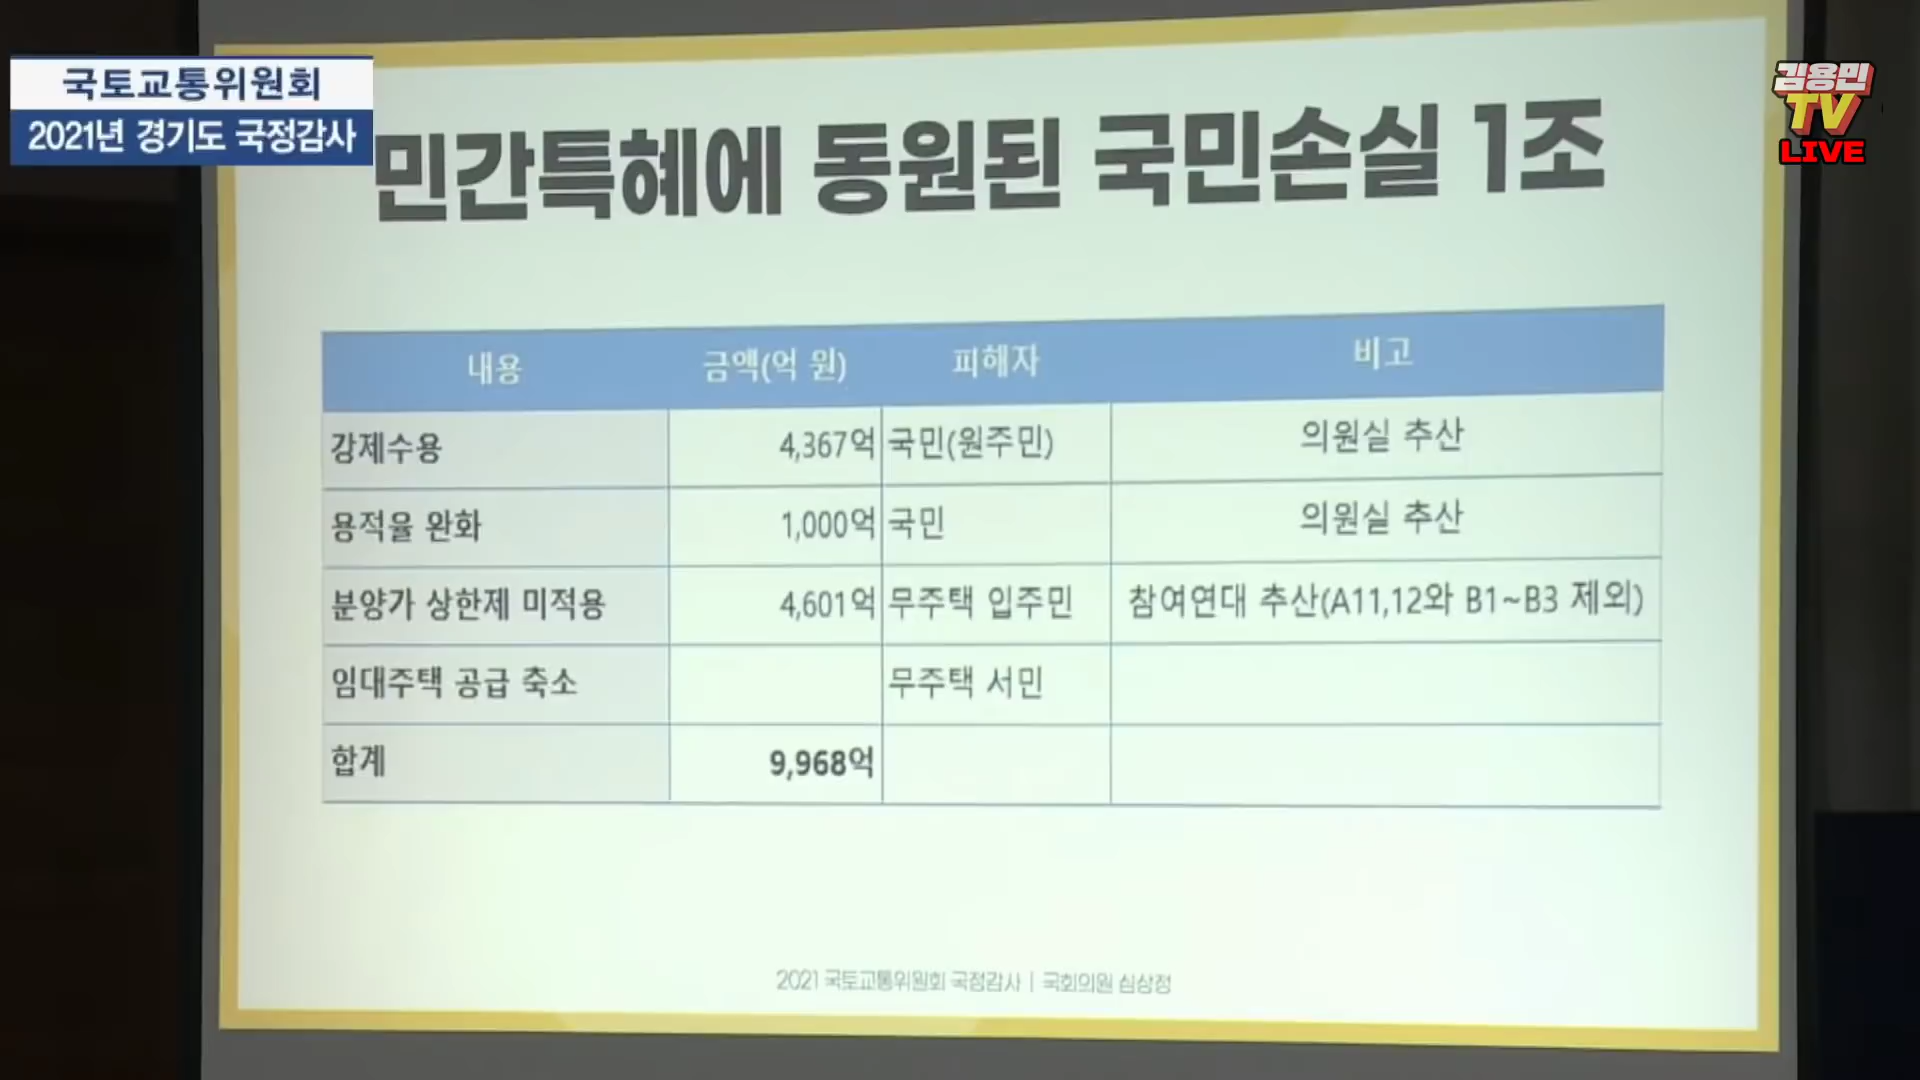 국토교통위원회
2021년 경기도 국정감사
김용민
TV
LIVE
민간특혜에 동원된 국민손실 1조
내용 금액(억 원) 피해자 비고
강제수용 4,367억 국민(원주민) 의원실 추산
용적율 완화 1,000억 국민 의원실 추산
분양가 상한제 미적용 4,601억 무주택 입주민 참여연대 추산(A11,12와 B1~B3 제외)
임대주택 공급 축소 무주택 서민
합계 9,968억
2021 국토교통위원회 국정감사 | 국회의원 심상정